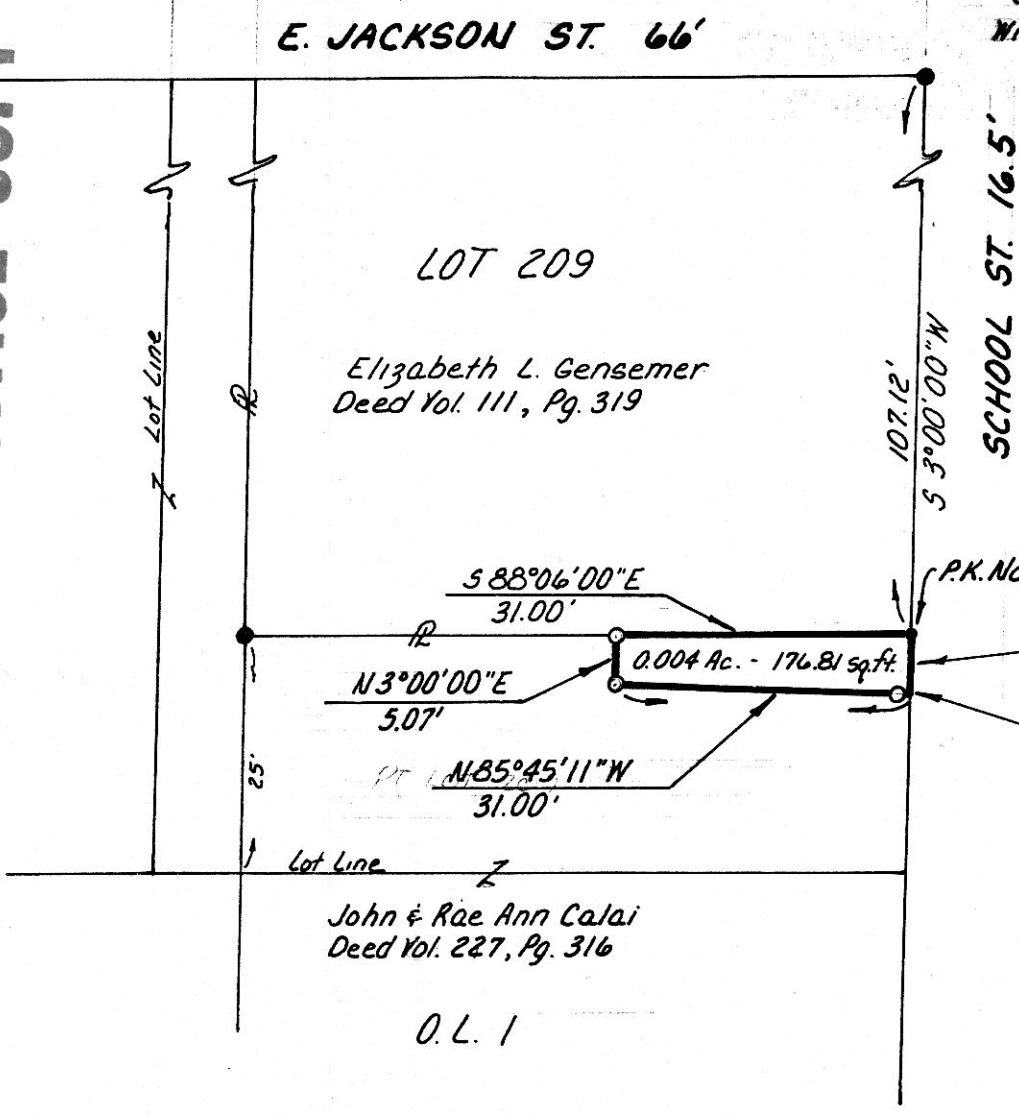 E. JACKSON ST. 66'
SCHOOL ST. 16.5'
LOT 209
Lot Line
Elizabeth L. Gensemer
Deed Vol. 111, Pg. 319
107.12'
S 3°00'00"W
S 88°06'00"E
31.00'
P.K.
0.004 Ac. - 176.81 sq.ft.
N 3°00'00"E
5.07'
N 85°45'11"W
31.00'
25'
Lot Line
John & Rae Ann Calai
Deed Vol. 227, Pg. 316
O.L. 1